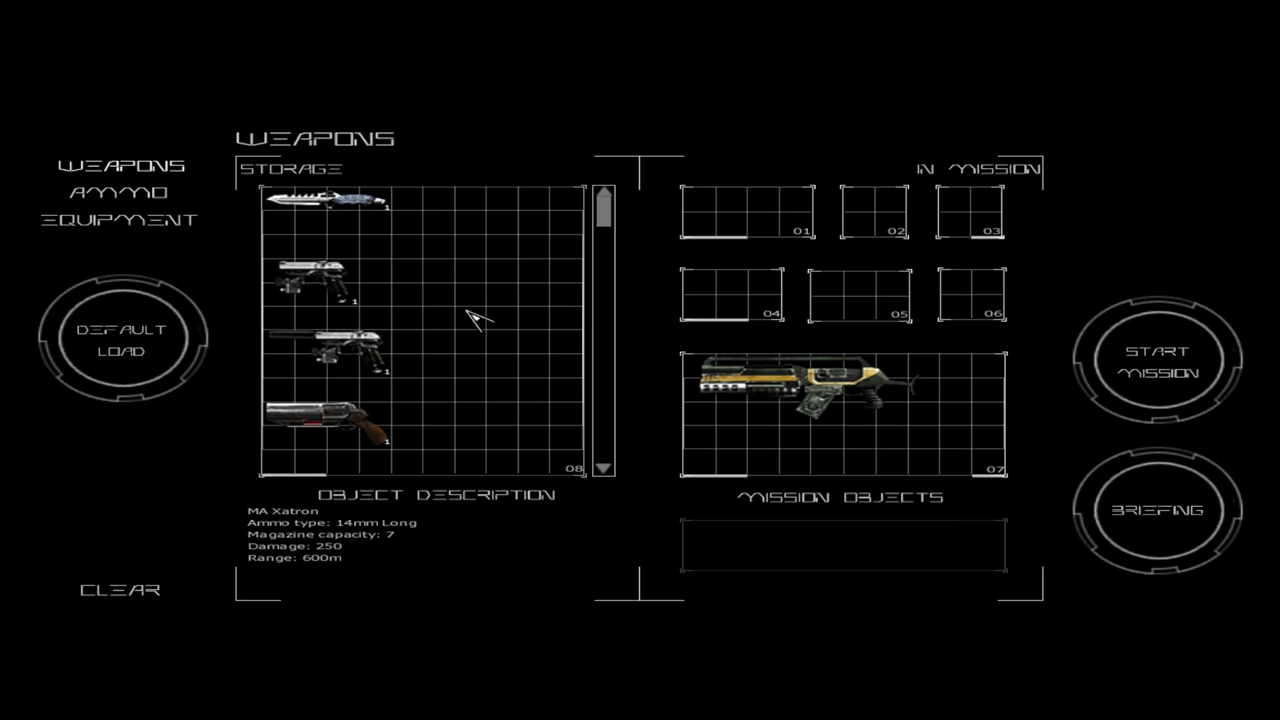 WEAPONS
WEAPONS
AMMO
EQUIPMENT
STORAGE
IN MISSION
1
1
1
1
08
01
02
03
04
05
06
07
DEFAULT
LOAD
START
MISSION
BRIEFING
OBJECT DESCRIPTION
MA Xatron
Ammo type: 14mm Long
Magazine capacity: 7
Damage: 250
Range: 600m
MISSION OBJECTS
CLEAR